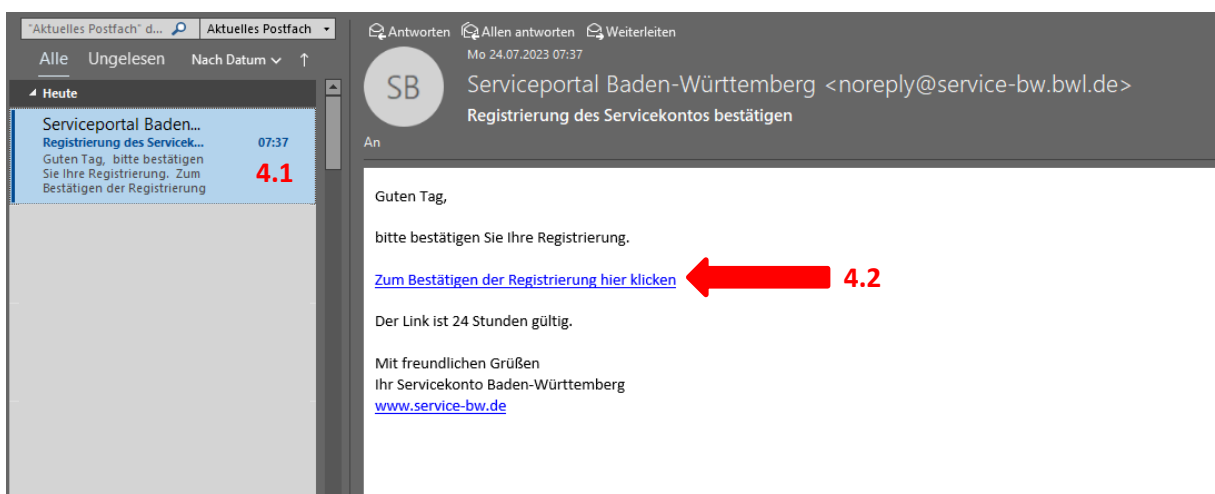 "Aktuelles Postfach" d... Aktuelles Postfach
Alle Ungelesen Nach Datum ↑
Heute
Serviceportal Baden...
Registrierung des Servicek... 07:37
Guten Tag, bitte bestätigen
Sie Ihre Registrierung. Zum
Bestätigen der Registrierung
4.1
Antworten Allen antworten Weiterleiten
Mo 24.07.2023 07:37
SB
Serviceportal Baden-Württemberg <noreply@service-bw.bwl.de>
Registrierung des Servicekontos bestätigen
An
Guten Tag,
bitte bestätigen Sie Ihre Registrierung.
Zum Bestätigen der Registrierung hier klicken 4.2
Der Link ist 24 Stunden gültig.
Mit freundlichen Grüßen
Ihr Servicekonto Baden-Württemberg
www.service-bw.de